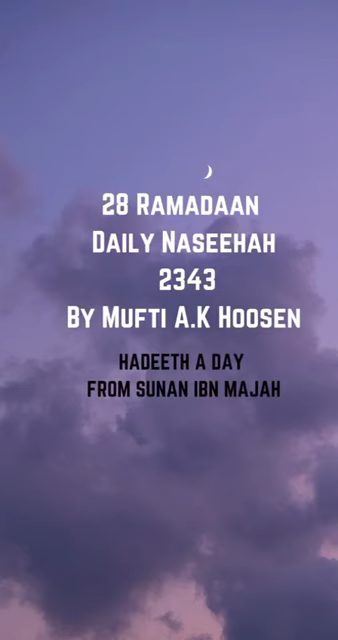 28 Ramadaan
Daily Naseehah
2343
By Mufti A.K Hoosen
HADEETH A DAY
FROM SUNAN IBN MAJAH